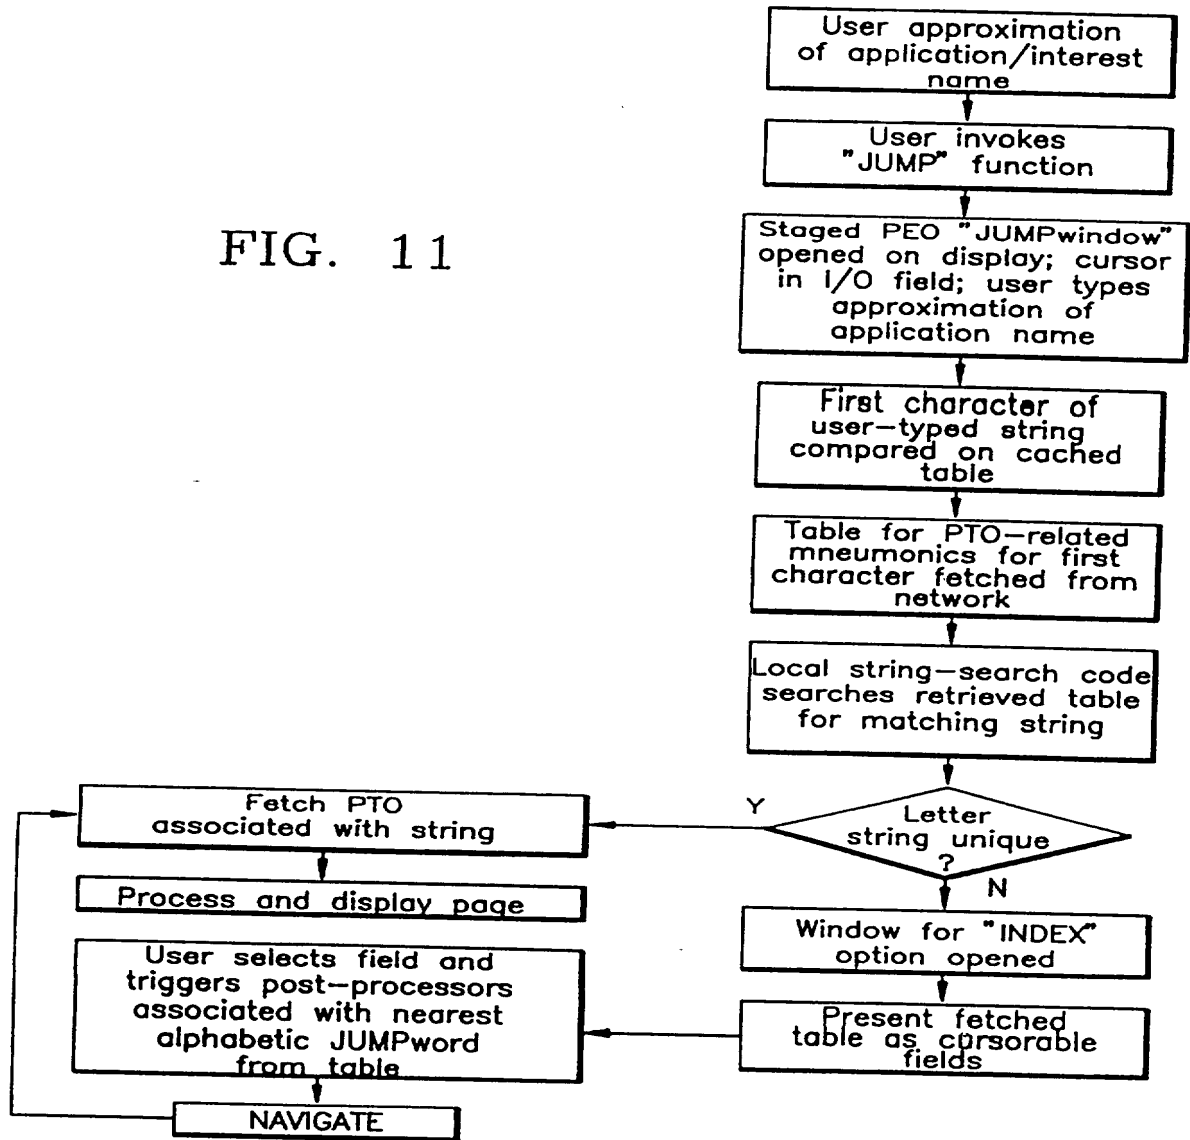 User approximation
of application/interest
name
User invokes
"JUMP" function
FIG. 11
Staged PEO "JUMPwindow"
opened on display; cursor
in I/O field; user types
approximation of
application name
First character of
user-typed string
compared on cached
table
Table for PTO-related
mneumonics for first
character fetched from
network
Local string-search code
searches retrieved table
for matching string
Letter
string unique
?
Y
N
Fetch PTO
associated with string
Process and display page
Window for "INDEX"
option opened
Present fetched
table as cursorable
fields
User selects field and
triggers post-processors
associated with nearest
alphabetic JUMPword
from table
NAVIGATE